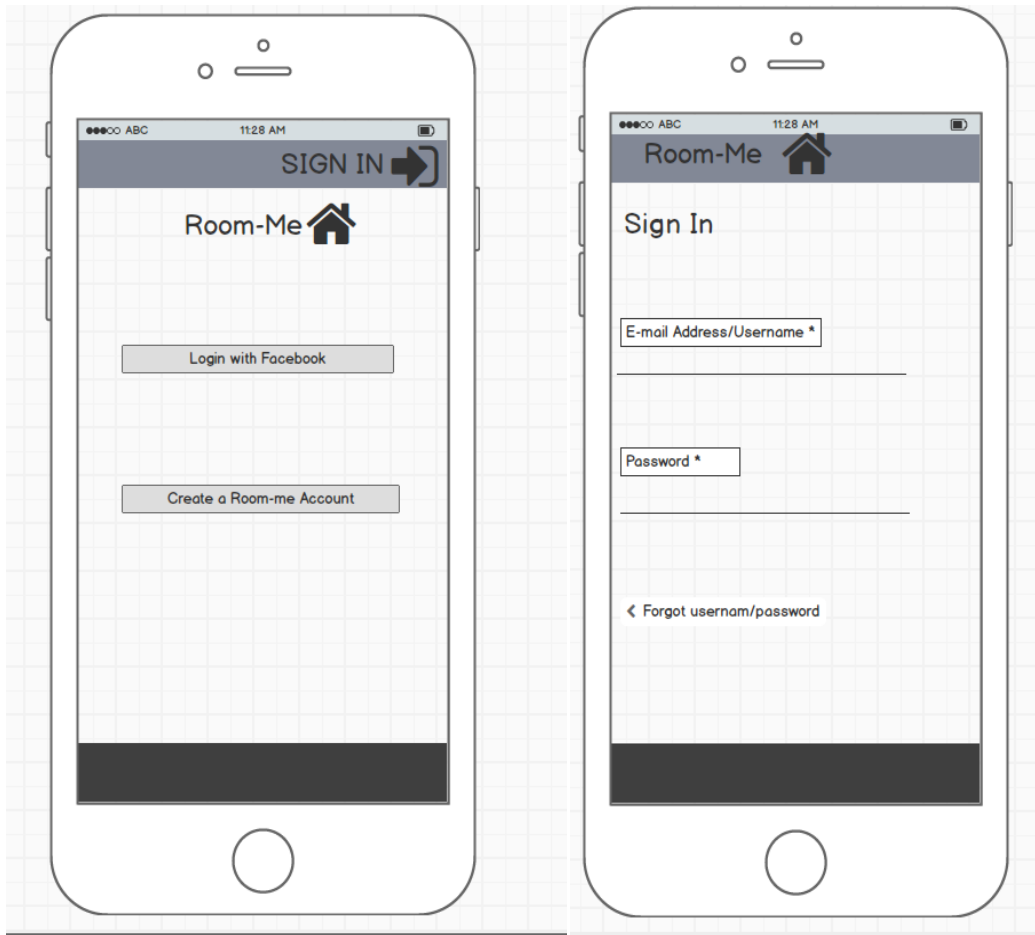 ABC 11:28 AM
SIGN IN
Room-Me
Login with Facebook
Create a Room-me Account
ABC 11:28 AM
Room-Me
Sign In
E-mail Address/Username *
Password *
Forgot usernam/password